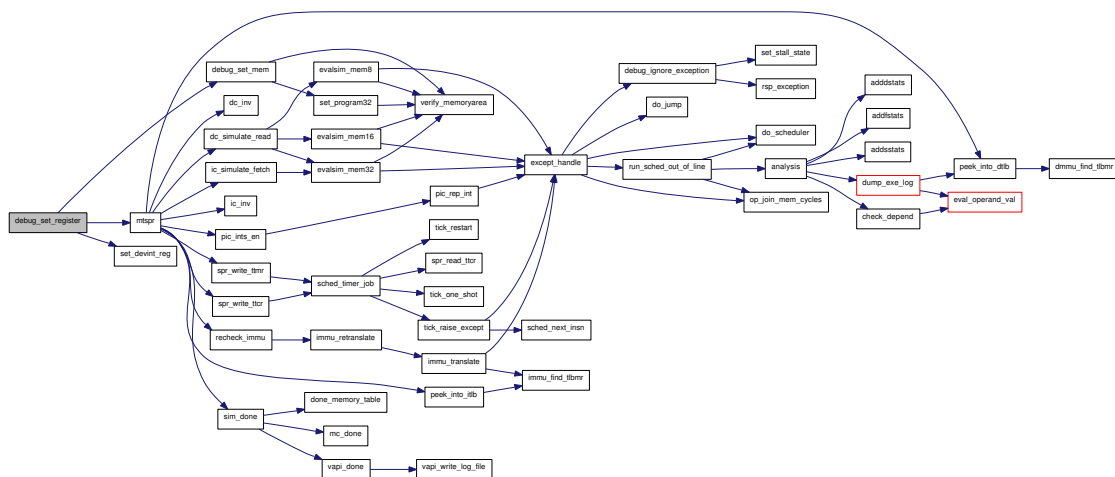 debug_set_register
debug_set_mem
mtspr
set_devint_reg
dc_inv
dc_simulate_read
ic_simulate_fetch
ic_inv
pic_ints_en
spr_write_ttmr
spr_write_ttcr
recheck_immu
sim_done
evalsim_mem8
set_program32
evalsim_mem16
evalsim_mem32
sched_timer_job
immu_retranslate
done_memory_table
mc_done
vapi_done
verify_memoryarea
pic_rep_int
tick_restart
spr_read_ttcr
tick_one_shot
tick_raise_except
immu_translate
peek_into_itlb
vapi_write_log_file
except_handle
sched_next_insn
immu_find_tlbmr
debug_ignore_exception
do_jump
run_sched_out_of_line
set_stall_state
rsp_exception
do_scheduler
analysis
op_join_mem_cycles
adddstats
addfstats
addsstats
dump_exe_log
check_depend
peek_into_dtlb
eval_operand_val
dmmu_find_tlbmr